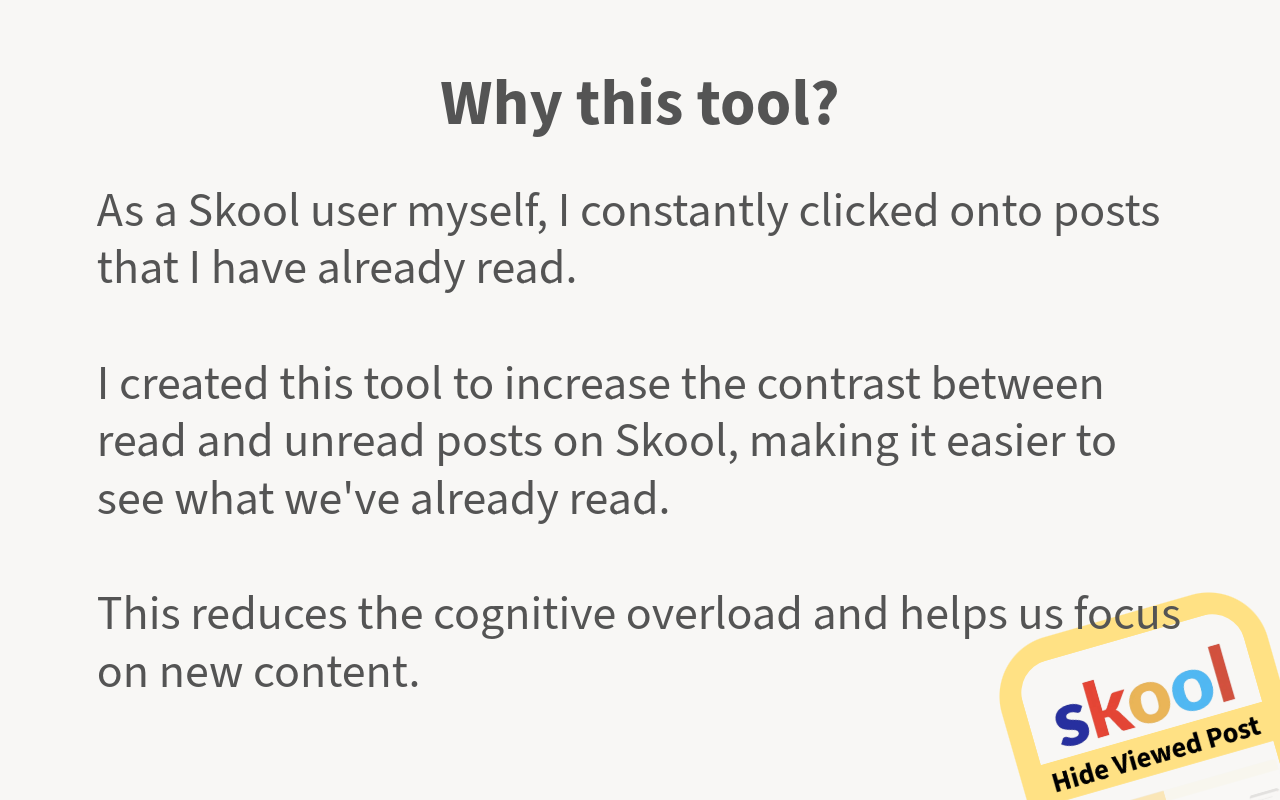 Why this tool?
As a Skool user myself, I constantly clicked onto posts
that I have already read.
I created this tool to increase the contrast between
read and unread posts on Skool, making it easier to
see what we've already read.
This reduces the cognitive overload and helps us focus
on new content.
skool
Hide Viewed Post